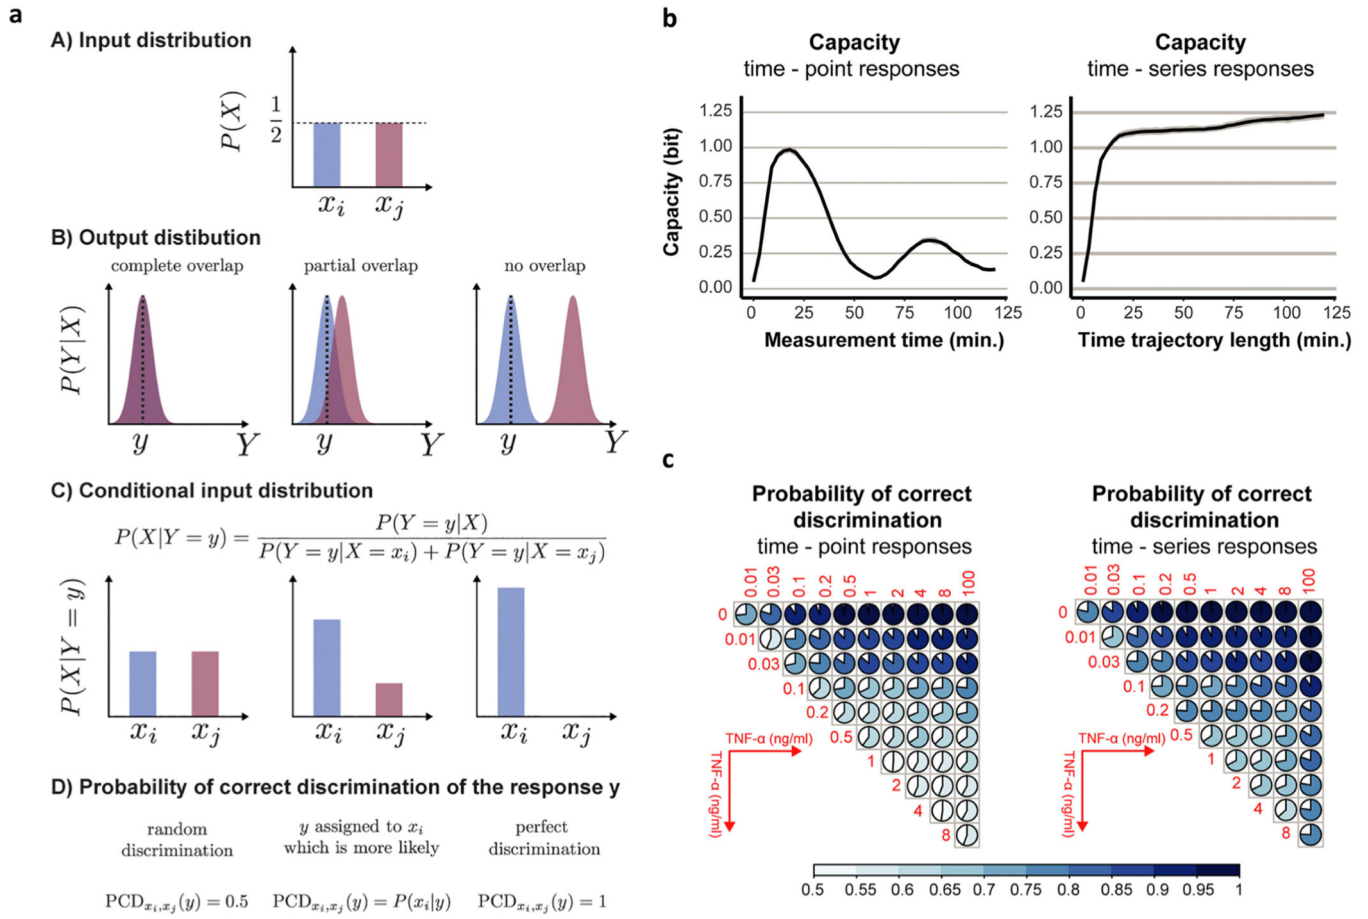 a
A) Input distribution
P(X)
1/2
x_i x_j
B) Output distibution
complete overlap partial overlap no overlap
P(Y|X)
y Y y Y y Y
C) Conditional input distribution
P(X|Y = y) = P(Y = y|X) / P(Y = y|X = x_i) + P(Y = y|X = x_j)
P(X|Y = y)
x_i x_j x_i x_j x_i x_j
D) Probability of correct discrimination of the response y
random
discrimination
y assigned to x_i
which is more likely
perfect
discrimination
PCD_{x_i,x_j}(y) = 0.5 PCD_{x_i,x_j}(y) = P(x_i|y) PCD_{x_i,x_j}(y) = 1
b
Capacity
time - point responses
Capacity (bit)
1.25
1.00
0.75
0.50
0.25
0.00
0 25 50 75 100 125
Measurement time (min.)
Capacity
time - series responses
1.25
1.00
0.75
0.50
0.25
0.00
0 25 50 75 100 125
Time trajectory length (min.)
c
Probability of correct
discrimination
time - point responses
0.01 0.03 0.1 0.2 0.5 1 2 4 8 100
0
0.01
0.03
0.1
0.2
0.5
1
2
4
8
TNF-α (ng/ml)
TNF-α (ng/ml)
Probability of correct
discrimination
time - series responses
0.01 0.03 0.1 0.2 0.5 1 2 4 8 100
0
0.01
0.03
0.1
0.2
0.5
1
2
4
8
TNF-α (ng/ml)
TNF-α (ng/ml)
0.5 0.55 0.6 0.65 0.7 0.75 0.8 0.85 0.9 0.95 1